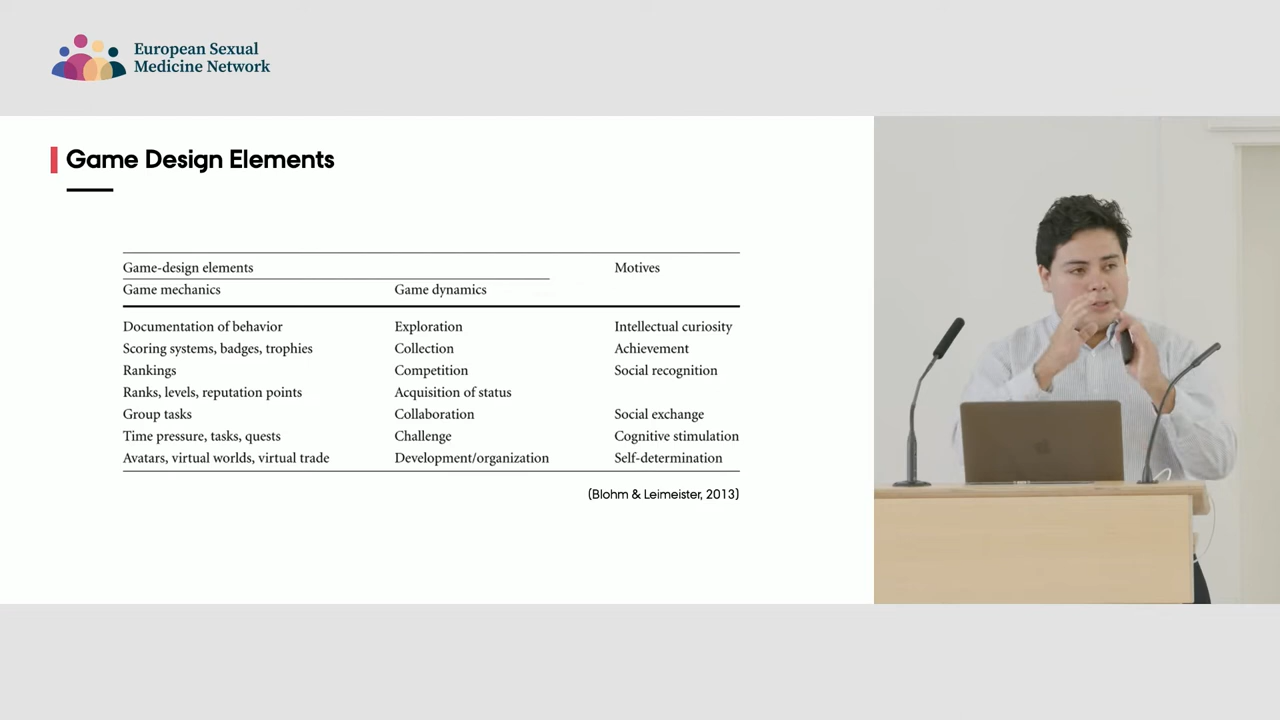 European Sexual
Medicine Network
Game Design Elements
Game-design elements Motives
Game mechanics Game dynamics
Documentation of behavior Exploration Intellectual curiosity
Scoring systems, badges, trophies Collection Achievement
Rankings Competition Social recognition
Ranks, levels, reputation points Acquisition of status
Group tasks Collaboration Social exchange
Time pressure, tasks, quests Challenge Cognitive stimulation
Avatars, virtual worlds, virtual trade Development/organization Self-determination
(Blohm & Leimeister, 2013)